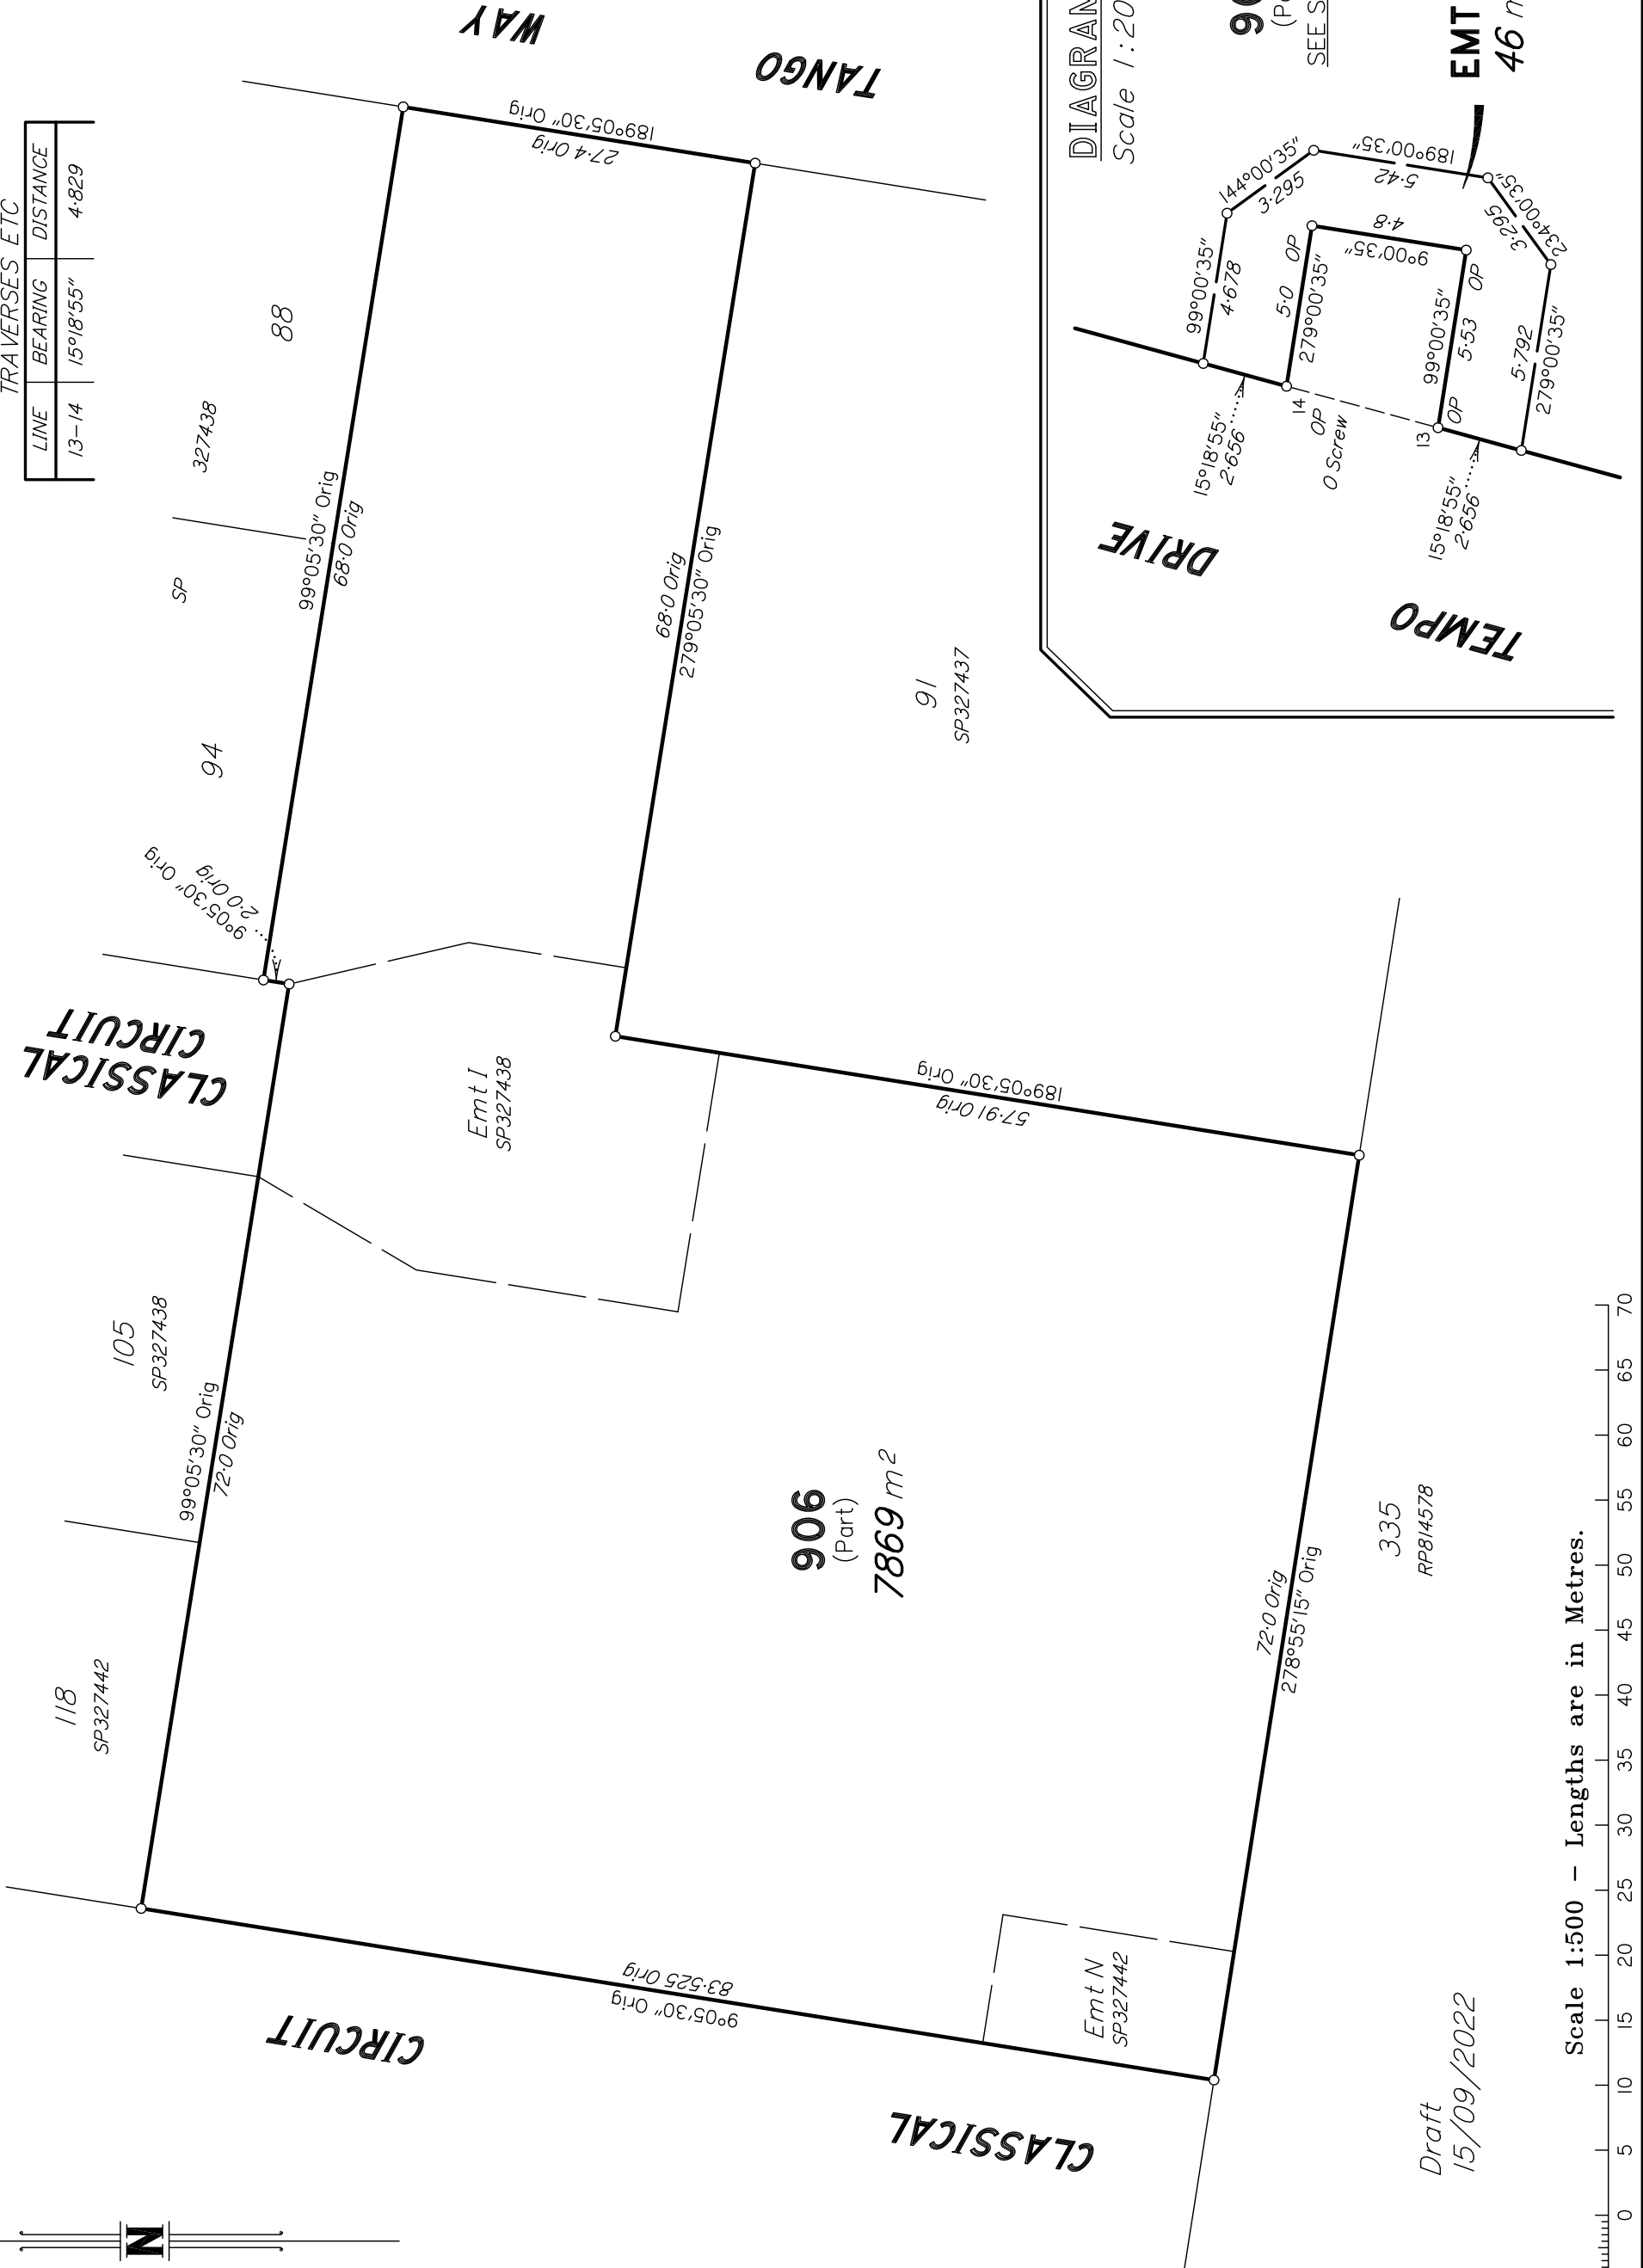 TRAVERSES ETC
LINE BEARING DISTANCE
13–14 15°18'55" 4·829
WAY
TANGO
189°05'30" Orig
27·4 Orig
88
327438
SP
94
99°05'30" Orig
68·0 Orig
68·0 Orig
279°05'30" Orig
91
SP327437
9°05'30" Orig
2·0 Orig
CLASSICAL
CIRCUIT
Emt I
SP327438
189°05'30" Orig
57·91 Orig
105
SP327438
99°05'30" Orig
72·0 Orig
118
SP327442
906
(Part)
7869 m²
72·0 Orig
278°55'15" Orig
335
RP814578
83·525 Orig
9°05'30" Orig
Emt N
SP327442
CIRCUIT
CLASSICAL
N
Draft
15/09/2022
Scale 1:500 – Lengths are in Metres.
0 5 10 15 20 25 30 35 40 45 50 55 60 65 70
DIAGRAM
Scale 1:20
90
SEE
EMT
46
144°00'35"
3·295
189°00'35"
5·42
234°00'35"
3·295
99°00'35"
4·678
5·0 OP
279°00'35"
4·8
9°00'35"
OP
99°00'35"
5·53
OP
5·792
279°00'35"
15°18'55"
2·656
14
OP
O Screw
13
15°18'55"
2·656
DRIVE
TEMPO